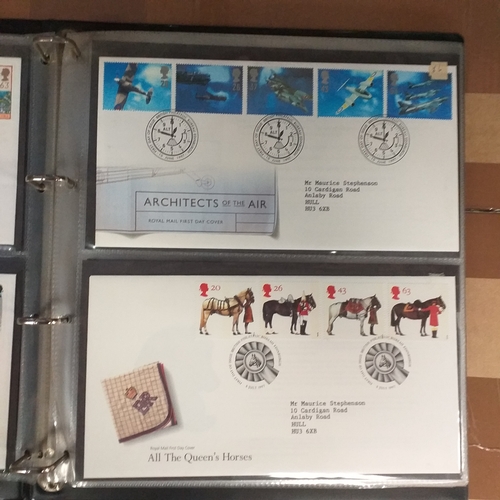 ARCHITECTS OF THE AIR
ROYAL MAIL FIRST DAY COVER
Mr Maurice Stephenson
10 Cardigan Road
Anlaby Road
HULL
HU3 6XB
20
26
43
63
Mr Maurice Stephenson
10 Cardigan Road
Anlaby Road
HULL
HU3 6XB
Royal Mail First Day Cover
All The Queen's Horses